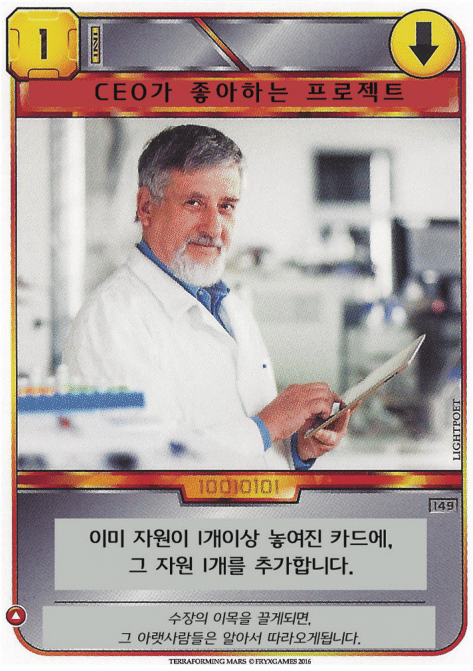 1
CEO가 좋아하는 프로젝트
LIGHTPOET
10010101
149
이미 자원이 1개이상 놓여진 카드에,
그 자원 1개를 추가합니다.
수장의 이목을 끌게되면,
그 아랫사람들은 알아서 따라오게됩니다.
TERRAFORMING MARS © FRYXGAMES 2016